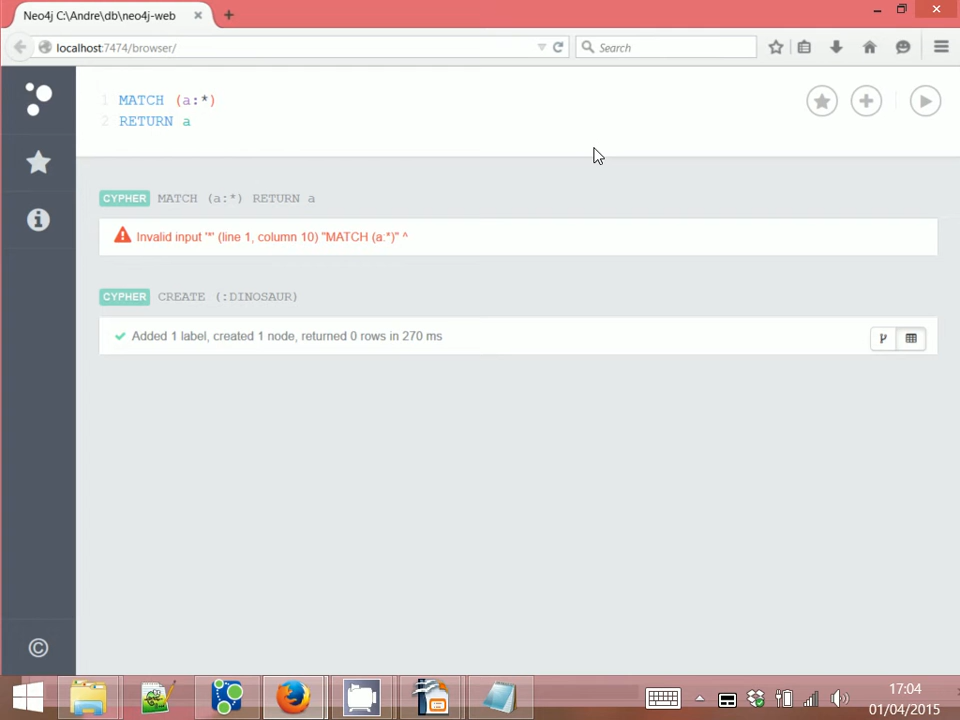 Neo4j C:\Andre\db\neo4j-web
localhost:7474/browser/
Search
1 MATCH (a:*)
2 RETURN a
CYPHER MATCH (a:*) RETURN a
Invalid input '*' (line 1, column 10) "MATCH (a:*)" ^
CYPHER CREATE (:DINOSAUR)
Added 1 label, created 1 node, returned 0 rows in 270 ms
17:04
01/04/2015